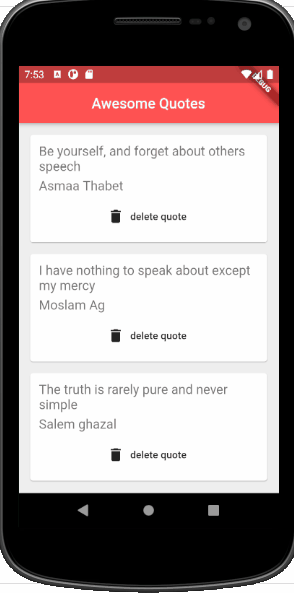 7:53
DEBUG
Awesome Quotes
Be yourself, and forget about others
speech
Asmaa Thabet
delete quote
I have nothing to speak about except
my mercy
Moslam Ag
delete quote
The truth is rarely pure and never
simple
Salem ghazal
delete quote